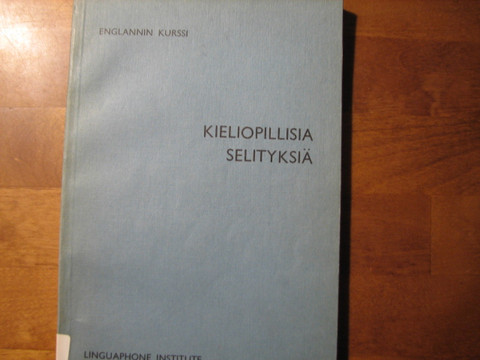 ENGLANNIN KURSSI
KIELIOPILLISIA
SELITYKSIÄ
LINGUAPHONE INSTITUTE